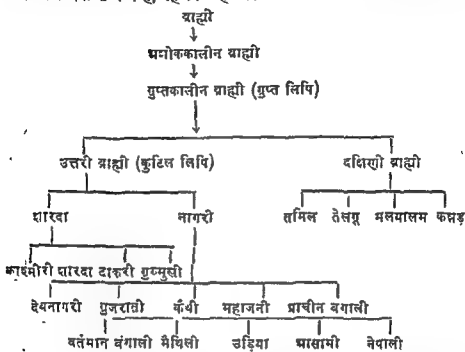 ब्राह्मी
अशोककालीन ब्राह्मी
गुप्तकालीन ब्राह्मी (गुप्त लिपि)
उत्तरी ब्राह्मी (कुटिल लिपि) दक्षिणी ब्राह्मी
शारदा नागरी तमिल तेलगू मलयालम कन्नड़
काश्मीरी शारदा टाकरी गुरुमुखी
देवनागरी गुजराती कैथी महाजनी प्राचीन बंगाली
वर्तमान बंगाली मैथिली उड़िया आसामी नेपाली